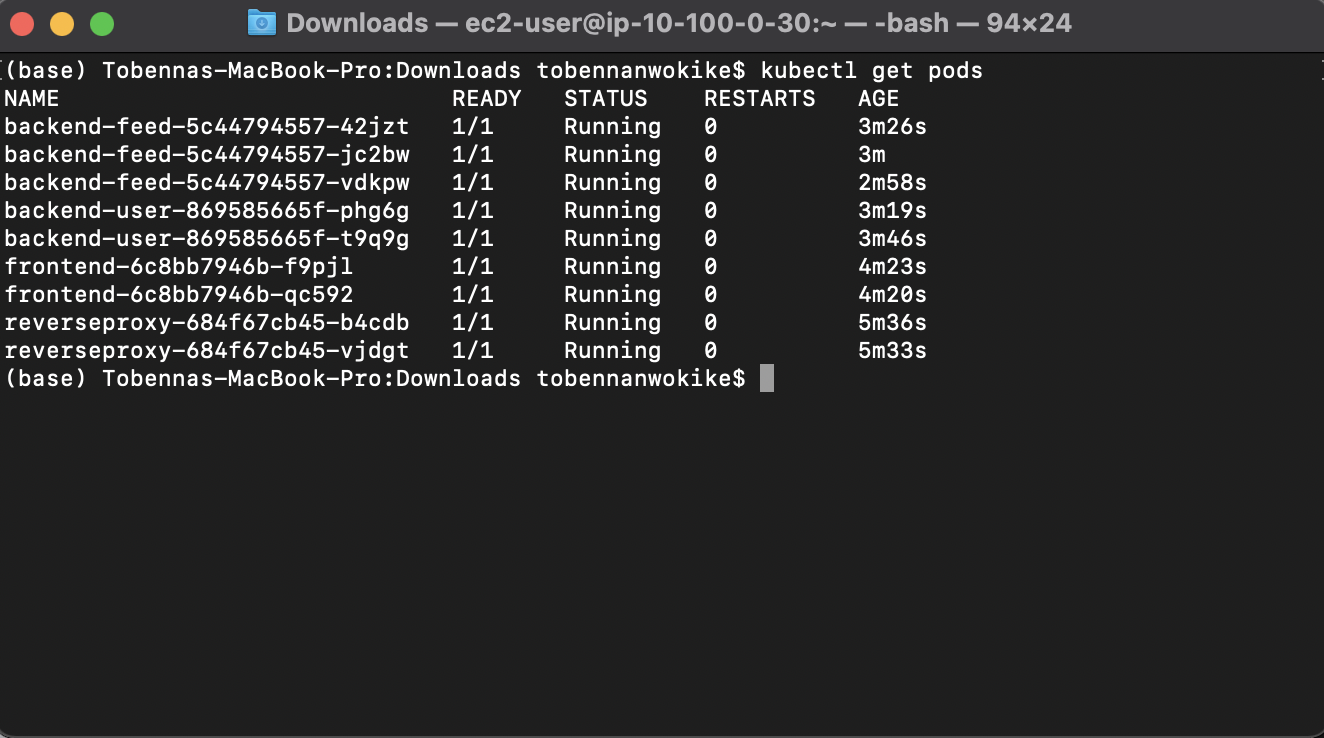 Downloads — ec2-user@ip-10-100-0-30:~ — -bash — 94×24
(base) Tobennas-MacBook-Pro:Downloads tobennanwokike$ kubectl get pods
NAME READY STATUS RESTARTS AGE
backend-feed-5c44794557-42jzt 1/1 Running 0 3m26s
backend-feed-5c44794557-jc2bw 1/1 Running 0 3m
backend-feed-5c44794557-vdkpw 1/1 Running 0 2m58s
backend-user-869585665f-phg6g 1/1 Running 0 3m19s
backend-user-869585665f-t9q9g 1/1 Running 0 3m46s
frontend-6c8bb7946b-f9pjl 1/1 Running 0 4m23s
frontend-6c8bb7946b-qc592 1/1 Running 0 4m20s
reverseproxy-684f67cb45-b4cdb 1/1 Running 0 5m36s
reverseproxy-684f67cb45-vjdgt 1/1 Running 0 5m33s
(base) Tobennas-MacBook-Pro:Downloads tobennanwokike$